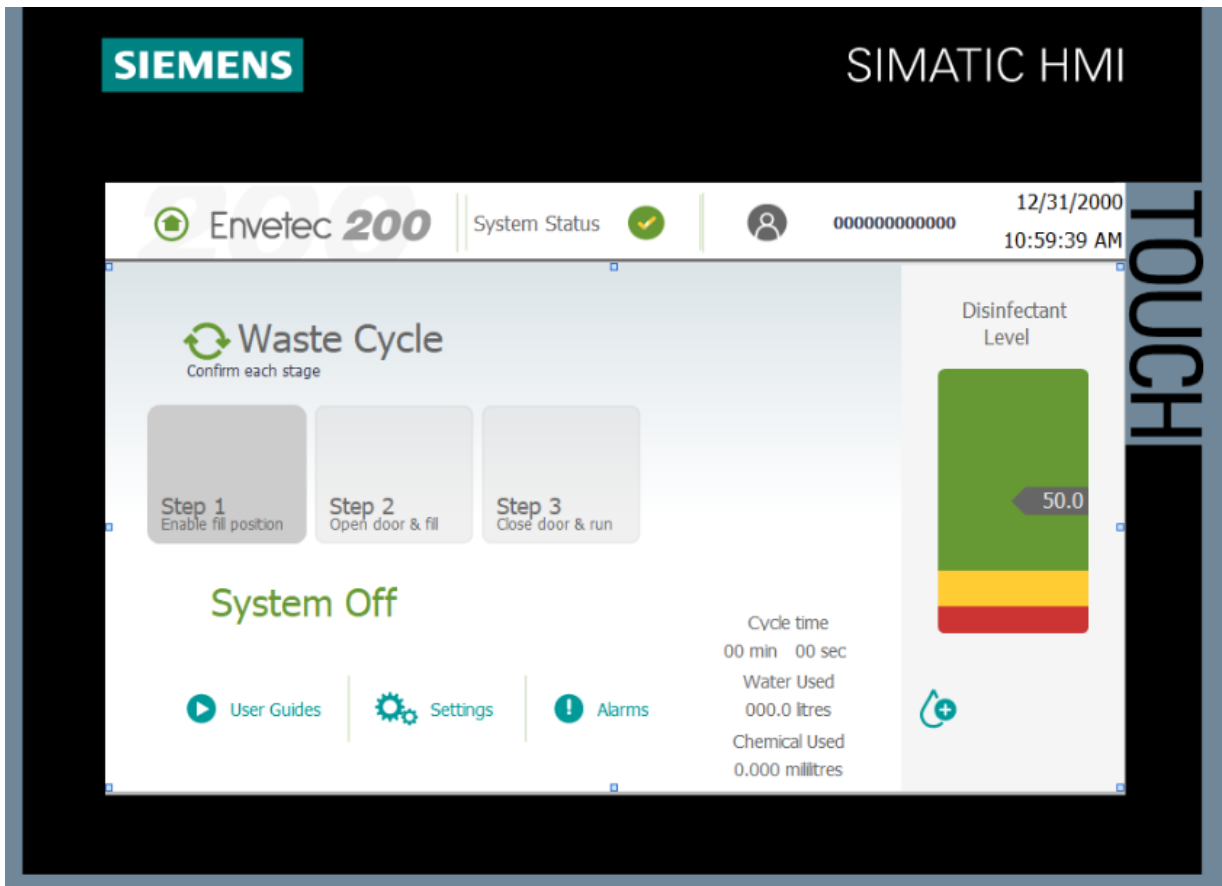 SIEMENS
SIMATIC HMI
TOUCH
200
Envetec 200
System Status
000000000000
12/31/2000
10:59:39 AM
Waste Cycle
Confirm each stage
Step 1
Enable fill position
Step 2
Open door & fill
Step 3
Close door & run
Disinfectant
Level
50.0
System Off
Cycle time
00 min 00 sec
Water Used
000.0 litres
Chemical Used
0.000 millitres
User Guides
Settings
Alarms